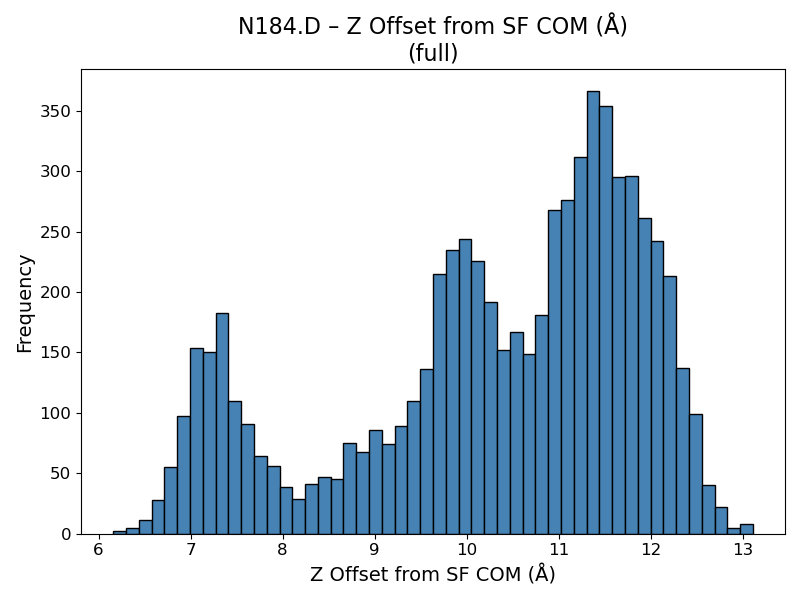 N184.D – Z Offset from SF COM (Å)
(full)
Frequency
350
300
250
200
150
100
50
0
6 7 8 9 10 11 12 13
Z Offset from SF COM (Å)